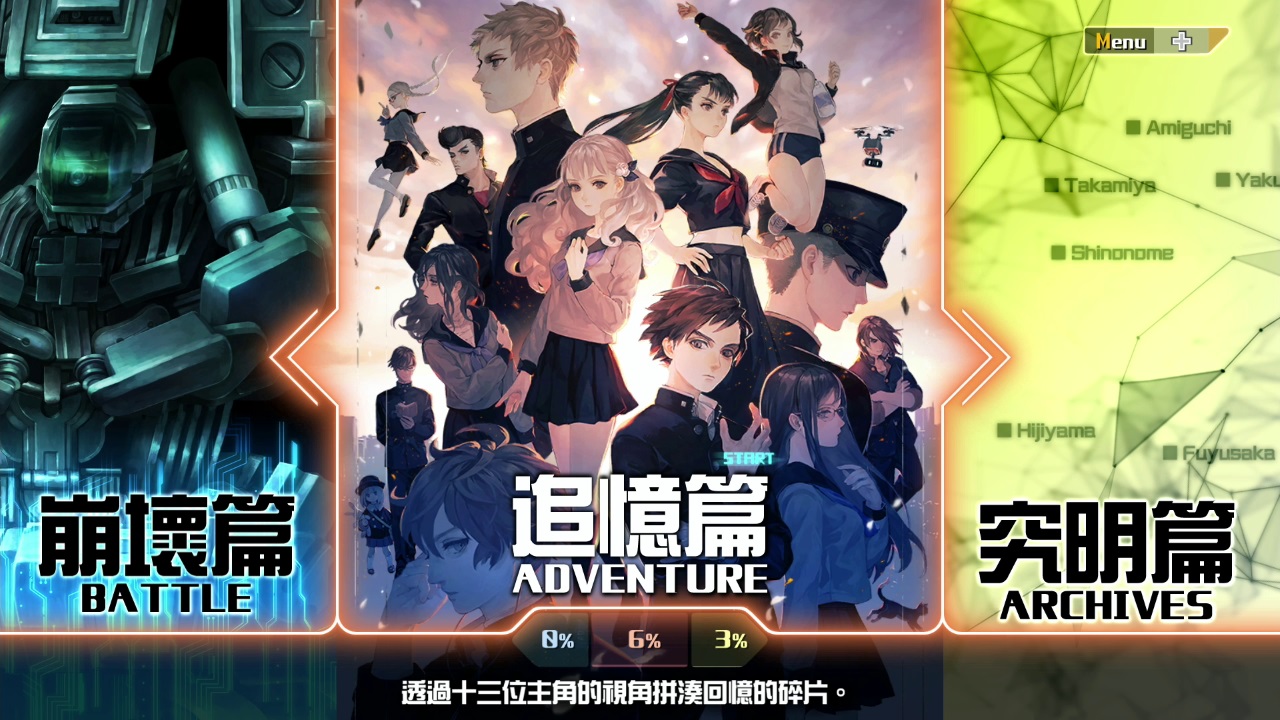 Menu
Amiguchi
Takamiya
Yaku
Shinonome
Hijiyama
Fuyusaka
START
崩壞篇
BATTLE
追憶篇
ADVENTURE
究明篇
ARCHIVES
0% 6% 3%
透過十三位主角的視角拼湊回憶的碎片。